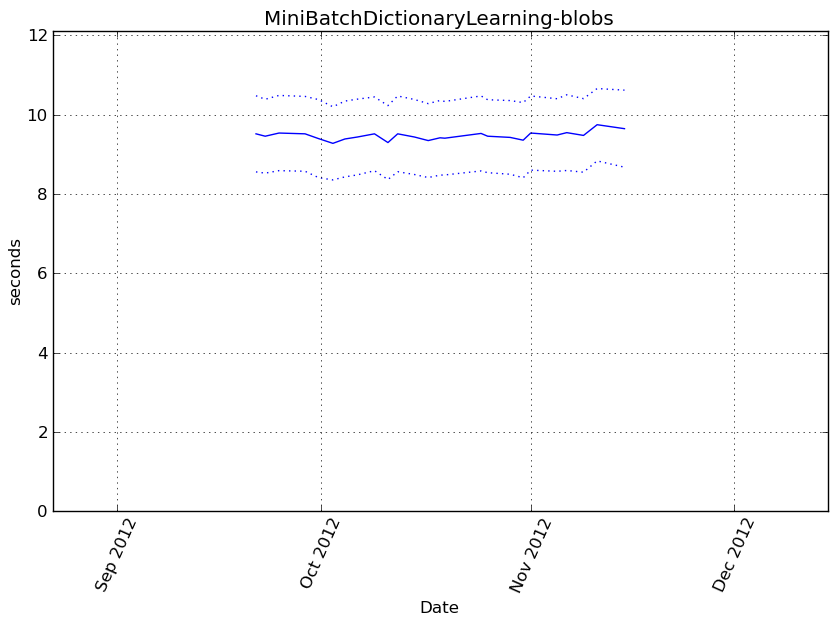 MiniBatchDictionaryLearning-blobs
12
10
8
6
4
2
0
seconds
Sep 2012
Oct 2012
Nov 2012
Dec 2012
Date